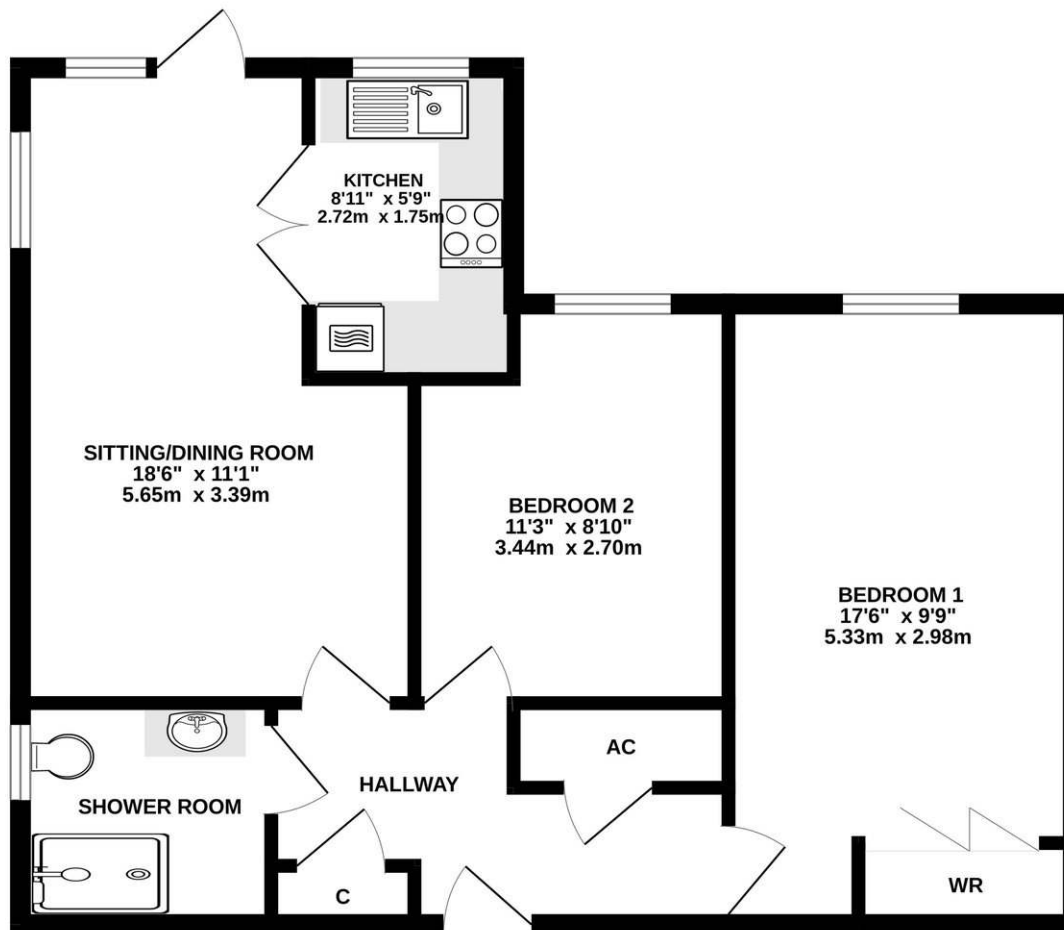 KITCHEN
8'11" x 5'9"
2.72m x 1.75m
SITTING/DINING ROOM
18'6" x 11'1"
5.65m x 3.39m
BEDROOM 2
11'3" x 8'10"
3.44m x 2.70m
BEDROOM 1
17'6" x 9'9"
5.33m x 2.98m
AC
HALLWAY
SHOWER ROOM
C
WR